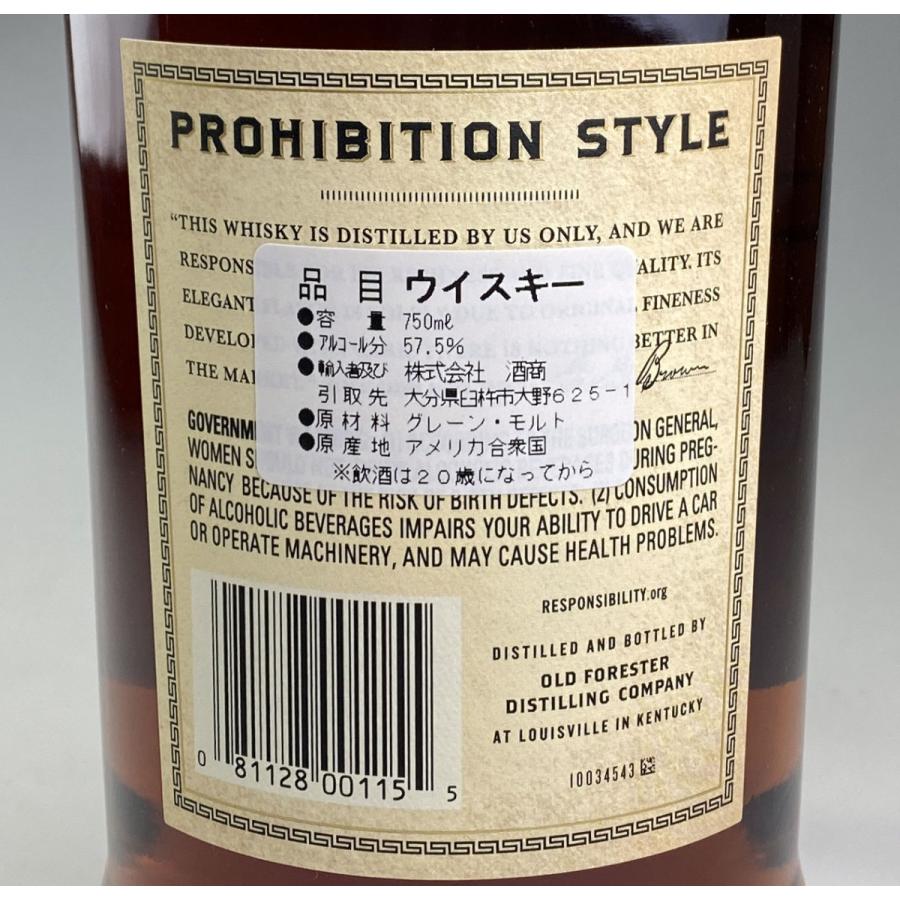 PROHIBITION STYLE
“THIS WHISKY IS DISTILLED BY US ONLY, AND WE ARE
RESPONS ALITY. ITS
ELEGANT FINENESS
DEVELO BETTER IN
THE MAR Brown
品目 ウイスキー
●容量 750㎖
●アルコール分 57.5%
●輸入者及び 株式会社 酒商
引取先 大分県臼杵市大野625-1
●原材料 グレーン・モルト
●原産地 アメリカ合衆国
※飲酒は20歳になってから
GOVERNM ON GENERAL,
WOMEN S DURING PREG-
NANCY BECAUSE OF THE RISK OF BIRTH DEFECTS. (2) CONSUMPTION
OF ALCOHOLIC BEVERAGES IMPAIRS YOUR ABILITY TO DRIVE A CAR
OR OPERATE MACHINERY, AND MAY CAUSE HEALTH PROBLEMS.
RESPONSIBILITY.org
DISTILLED AND BOTTLED BY
OLD FORESTER
DISTILLING COMPANY
AT LOUISVILLE IN KENTUCKY
10034543
0 81128 00115 5